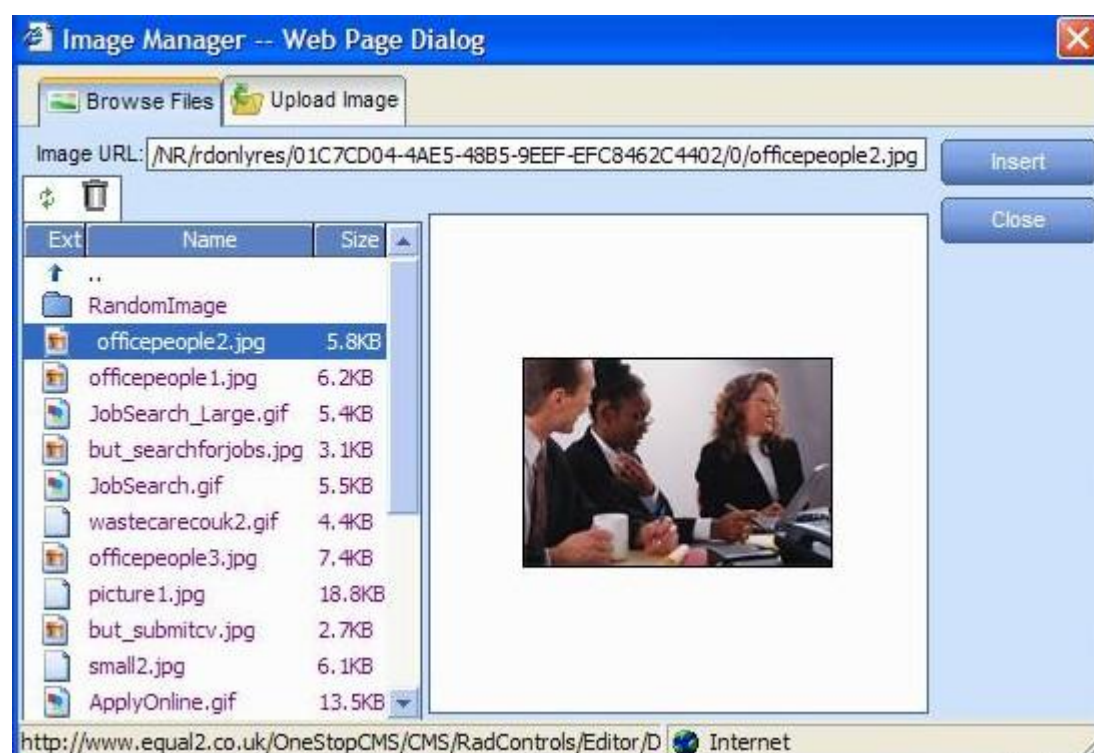 Image Manager -- Web Page Dialog
Browse Files Upload Image
Image URL: /NR/rdonlyres/01C7CD04-4AE5-48B5-9EEF-EFC8462C4402/0/officepeople2.jpg Insert
Close
Ext Name Size
..
RandomImage
officepeople2.jpg 5.8KB
officepeople1.jpg 6.2KB
JobSearch_Large.gif 5.4KB
but_searchforjobs.jpg 3.1KB
JobSearch.gif 5.5KB
wastecarecouk2.gif 4.4KB
officepeople3.jpg 7.4KB
picture1.jpg 18.8KB
but_submitcv.jpg 2.7KB
small2.jpg 6.1KB
ApplyOnline.gif 13.5KB
http://www.equal2.co.uk/OneStopCMS/CMS/RadControls/Editor/D Internet